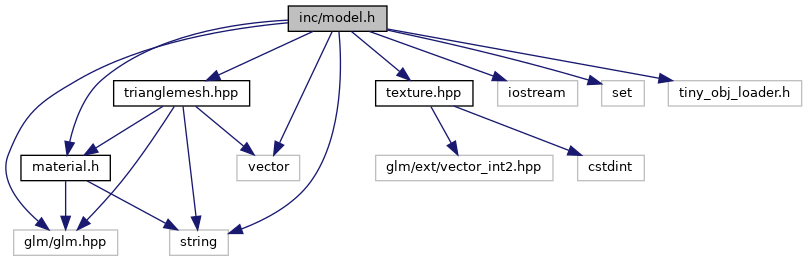 inc/model.h
trianglemesh.hpp
texture.hpp
iostream
set
tiny_obj_loader.h
material.h
vector
glm/ext/vector_int2.hpp
cstdint
glm/glm.hpp
string